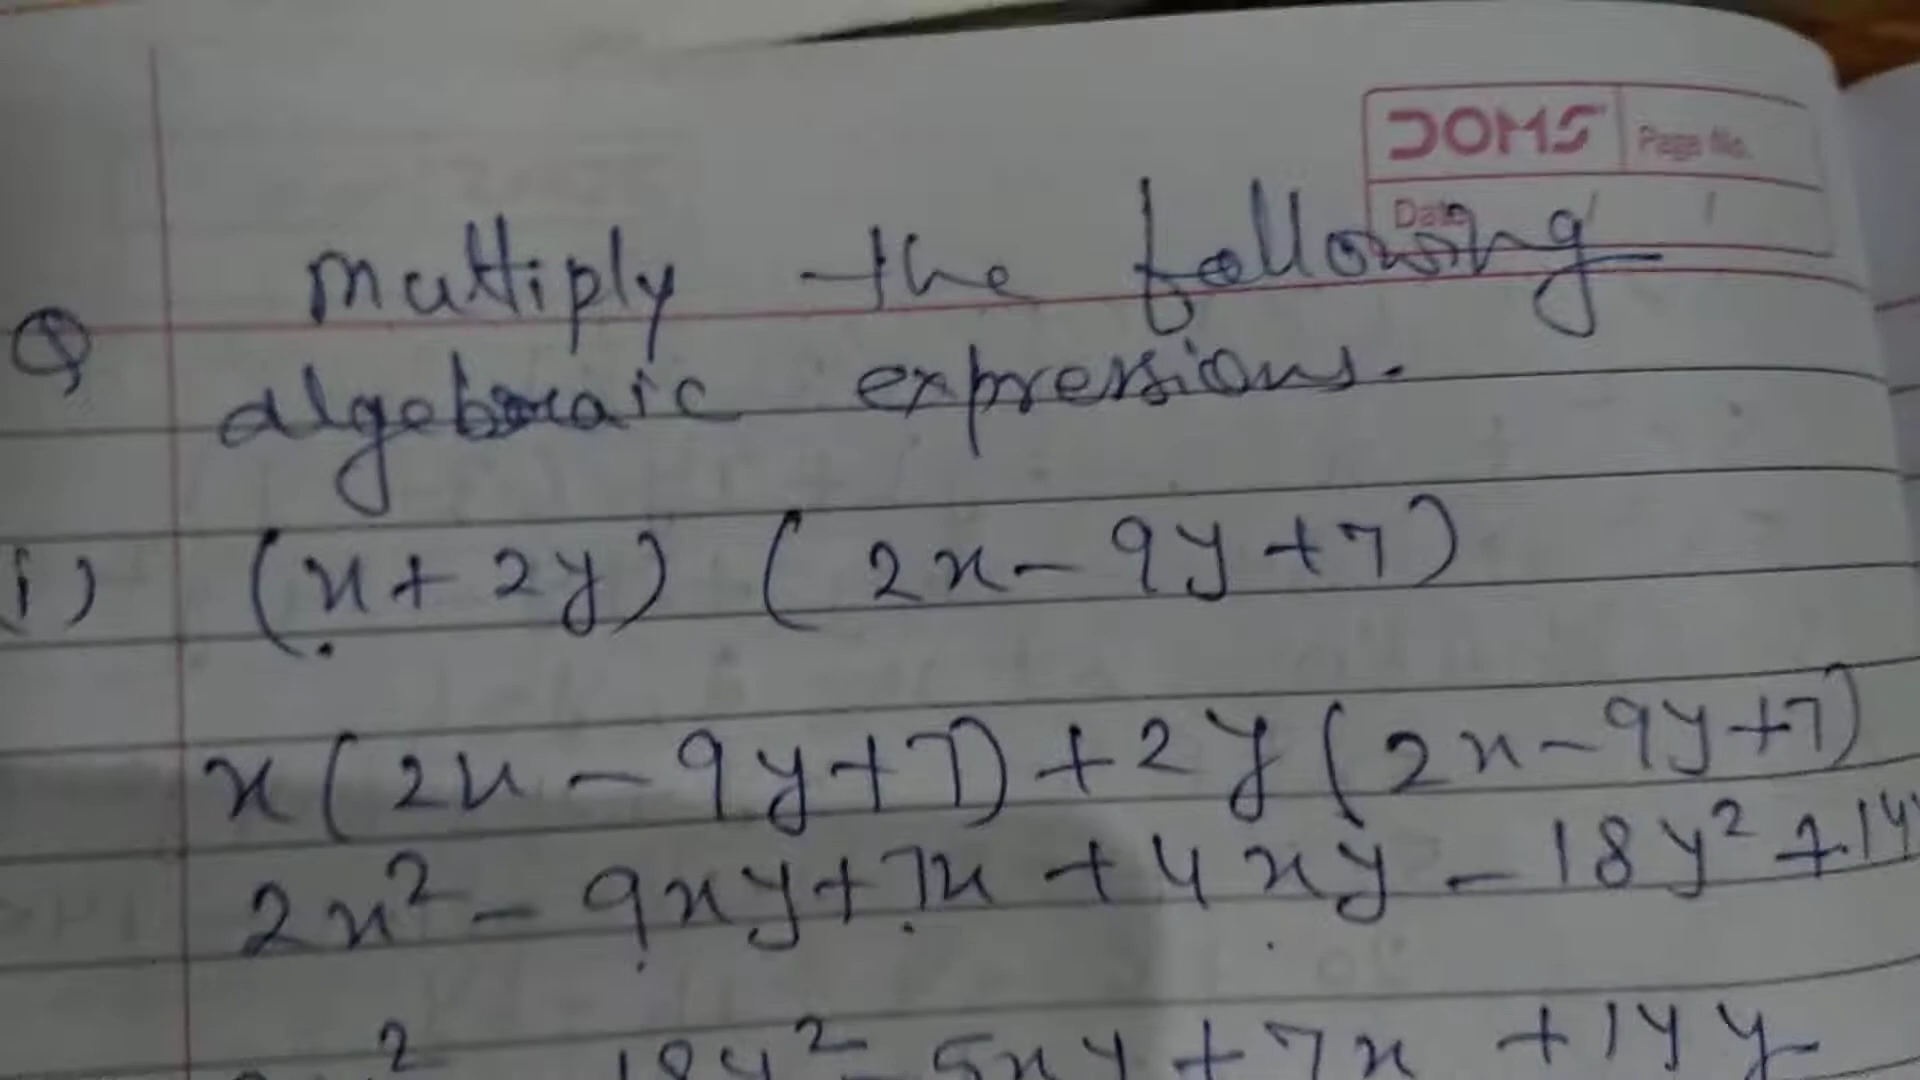 DOMS
Page No.
Date
Q multiply the following
algebraic expressions.
i) (x + 2y) (2x - 9y + 7)
x(2x - 9y + 7) + 2y(2x - 9y + 7)
2x² - 9xy + 7x + 4xy - 18y² + 14y
18y² - 5xy + 7x + 14y